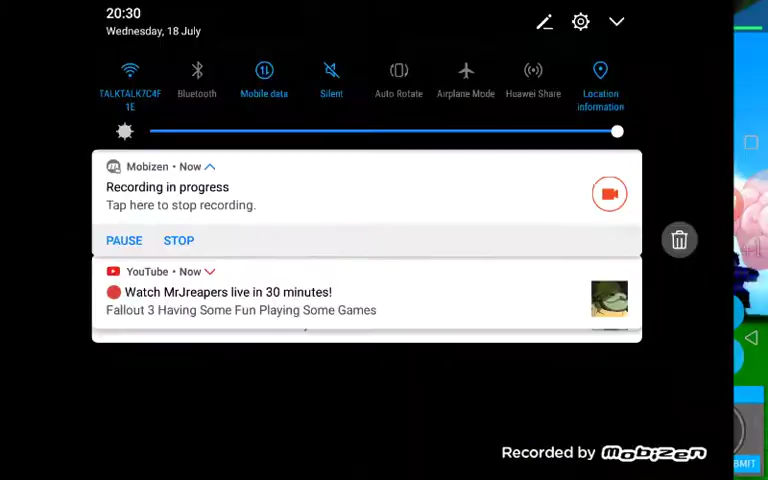 20:30
Wednesday, 18 July
TALKTALK7C4F
1E
Bluetooth
Mobile data
Silent
Auto Rotate
Airplane Mode
Huawei Share
Location
information
Mobizen • Now
Recording in progress
Tap here to stop recording.
PAUSE STOP
YouTube • Now
Watch MrJreapers live in 30 minutes!
Fallout 3 Having Some Fun Playing Some Games
Recorded by mobizen